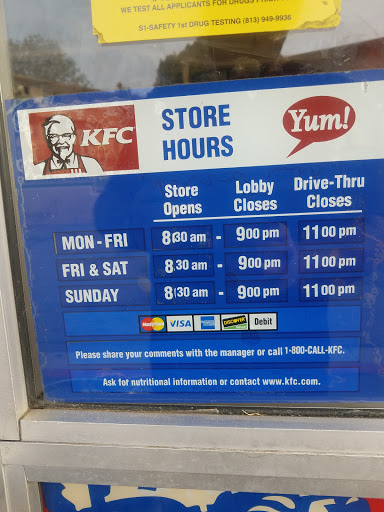 WE TEST ALL APPLICANTS FOR DRUGS
S1-SAFETY 1st DRUG TESTING (813) 949-9936
KFC
STORE HOURS
Yum!
Store Opens Lobby Closes Drive-Thru Closes
MON - FRI 8:30 am - 9 00 pm 11 00 pm
FRI & SAT 8:30 am - 9 00 pm 11 00 pm
SUNDAY 8:30 am - 9 00 pm 11 00 pm
MasterCard VISA DISCOVER Debit
Please share your comments with the manager or call 1-800-CALL-KFC.
Ask for nutritional information or contact www.kfc.com.